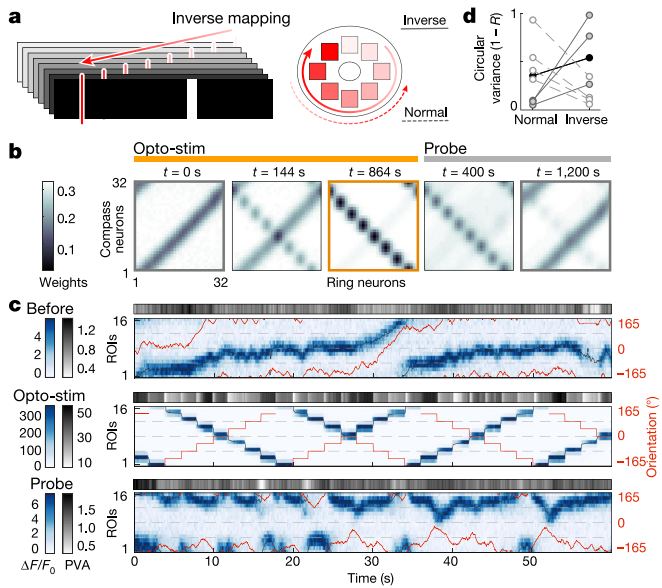 a
Inverse mapping
Inverse
Normal
d
Circular
variance (1 − R)
1
0.5
0
Normal Inverse
b
Opto-stim Probe
t = 0 s t = 144 s t = 864 s t = 400 s t = 1,200 s
0.3
0.2
0.1
Weights
Compass
neurons
32
1
1 32
Ring neurons
c
Before
4
2
0
1.2
0.8
0.4
ROIs
16
1
165
0
−165
Opto-stim
300
200
100
0
50
30
10
ROIs
16
1
165
0
−165
Orientation (°)
Probe
6
4
2
0
1.5
1.0
0.5
ΔF/F0 PVA
ROIs
16
1
165
0
−165
0 10 20 30 40 50
Time (s)